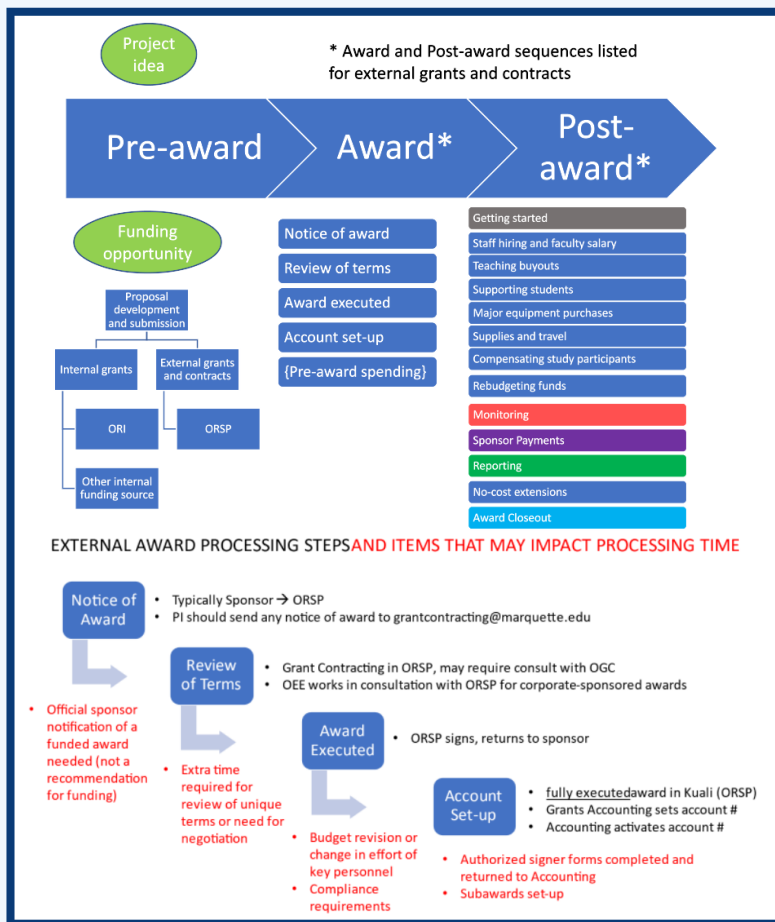 Project
idea
* Award and Post-award sequences listed
for external grants and contracts
Pre-award
Award*
Post-
award*
Funding
opportunity
Proposal
development
and submission
Internal grants
External grants
and contracts
ORI
ORSP
Other internal
funding source
Notice of award
Review of terms
Award executed
Account set-up
{Pre-award spending}
Getting started
Staff hiring and faculty salary
Teaching buyouts
Supporting students
Major equipment purchases
Supplies and travel
Compensating study participants
Rebudgeting funds
Monitoring
Sponsor Payments
Reporting
No-cost extensions
Award Closeout
EXTERNAL AWARD PROCESSING STEPSAND ITEMS THAT MAY IMPACT PROCESSING TIME
Notice of
Award
• Typically Sponsor → ORSP
• PI should send any notice of award to grantcontracting@marquette.edu
• Official sponsor
notification of a
funded award
needed (not a
recommendation
for funding)
Review
of Terms
• Grant Contracting in ORSP, may require consult with OGC
• OEE works in consultation with ORSP for corporate-sponsored awards
• Extra time
required for
review of unique
terms or need for
negotiation
Award
Executed
• ORSP signs, returns to sponsor
• Budget revision or
change in effort of
key personnel
• Compliance
requirements
Account
Set-up
• fully executedaward in Kuali (ORSP)
• Grants Accounting sets account #
• Accounting activates account #
• Authorized signer forms completed and
returned to Accounting
• Subawards set-up